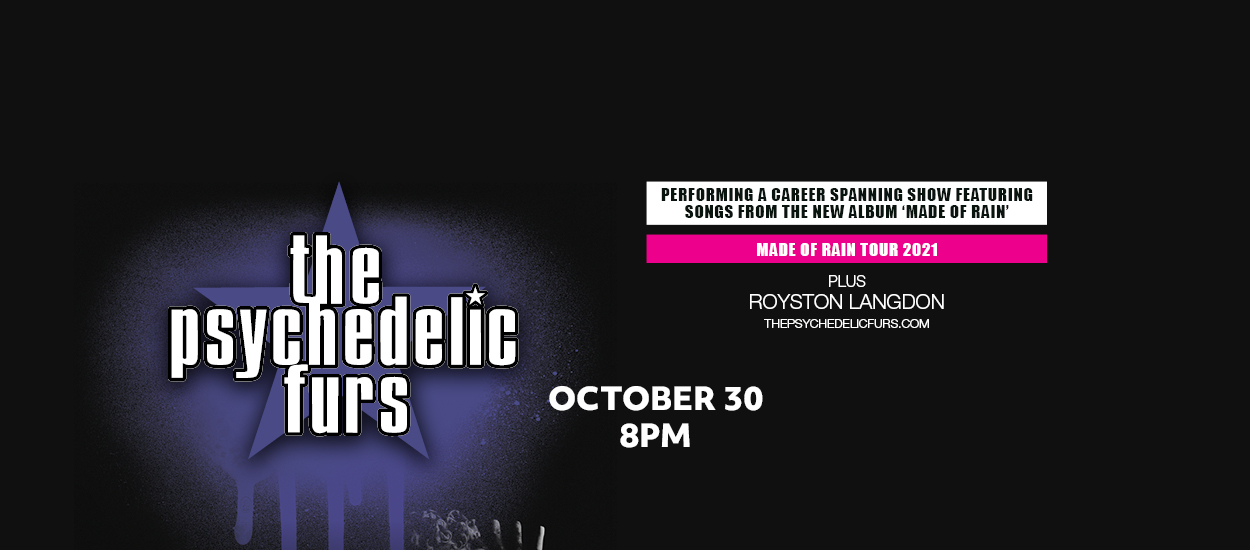 the
psychedelic
furs
PERFORMING A CAREER SPANNING SHOW FEATURING
SONGS FROM THE NEW ALBUM ‘MADE OF RAIN’
MADE OF RAIN TOUR 2021
PLUS
ROYSTON LANGDON
THEPSYCHEDELICFURS.COM
OCTOBER 30
8PM